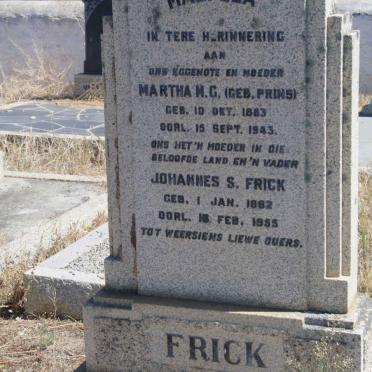 IN TERE HERINNERING
AAN
ONS EGGENOTE EN MOEDER
MARTHA M.C. (GEB. PRINS)
GEB. 10 OKT. 1883
OORL. 15 SEPT. 1943.
ONS HET 'N MOEDER IN DIE
BELOOFDE LAND EN 'N VADER
JOHANNES S. FRICK
GEB. 1 JAN. 1882
OORL. 18 FEB. 1955
TOT WEERSIENS LIEWE OUERS.
FRICK